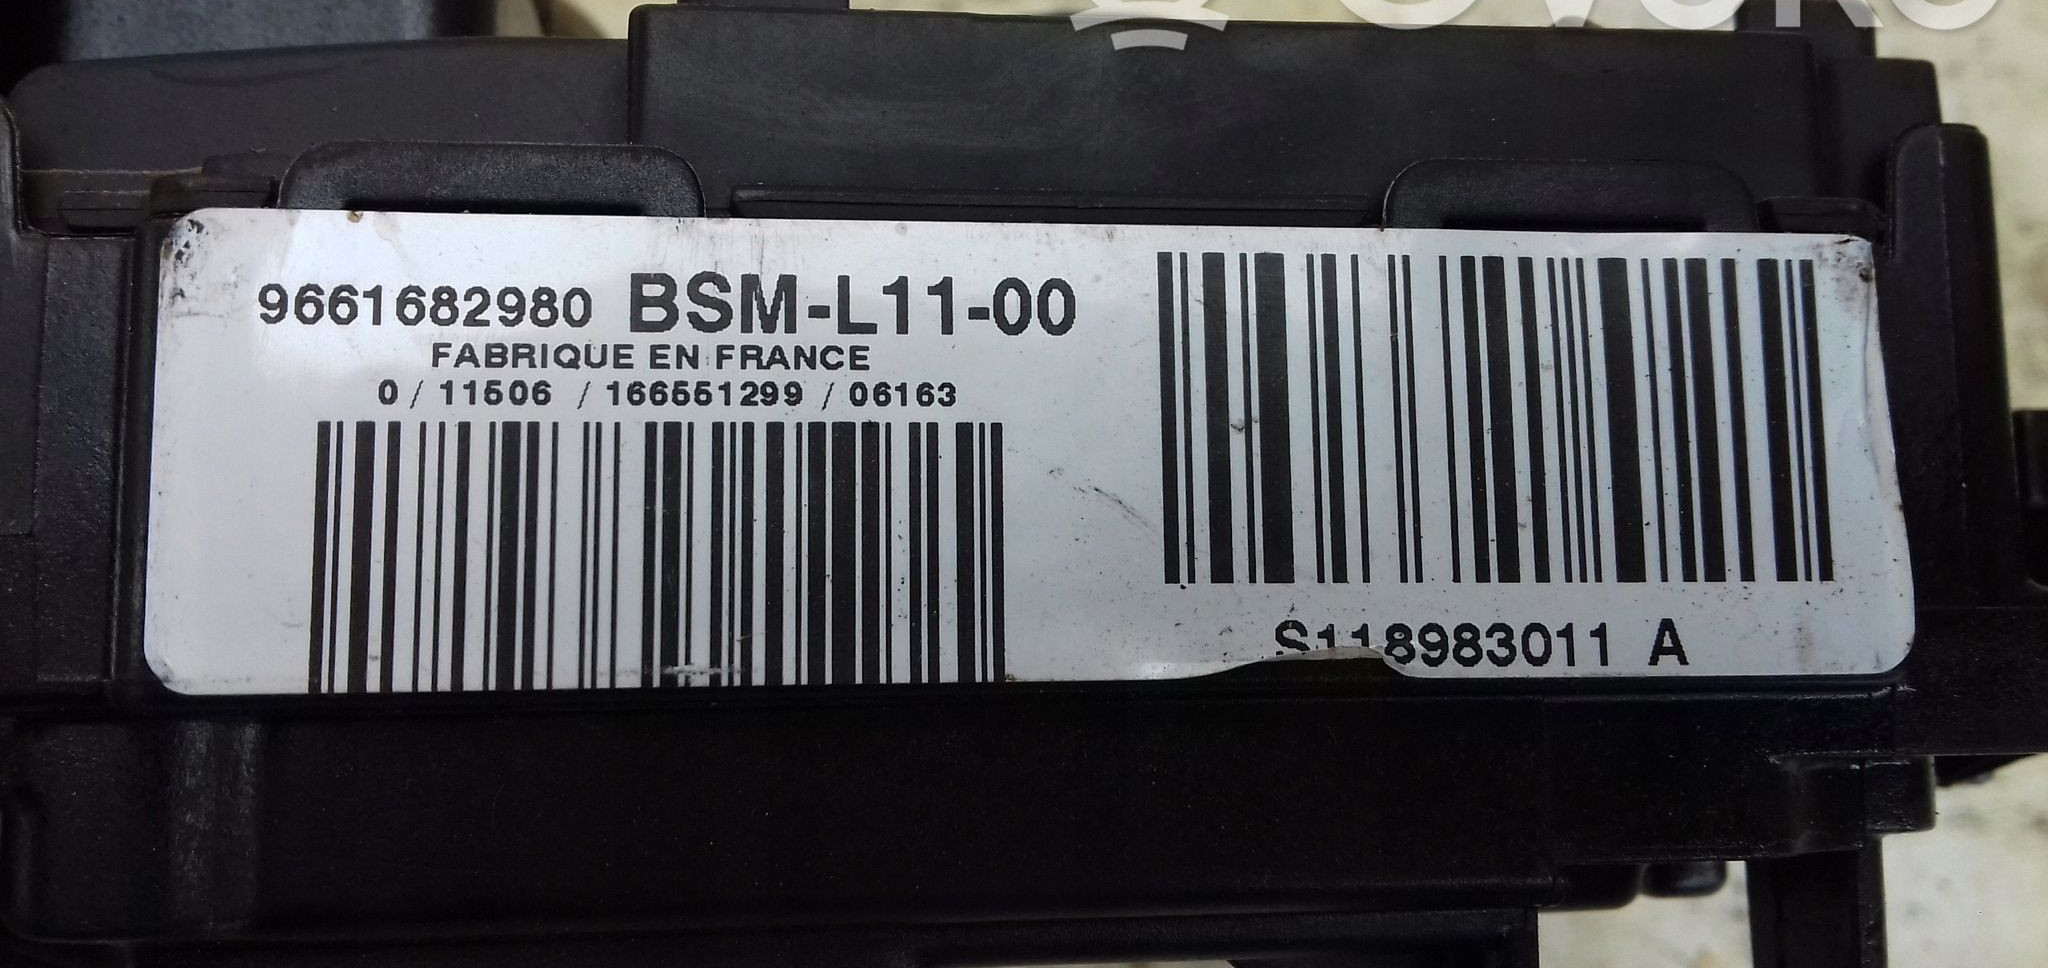 9661682980 BSM-L11-00
FABRIQUE EN FRANCE
0 / 11506 / 166551299 / 06163
S118983011 A